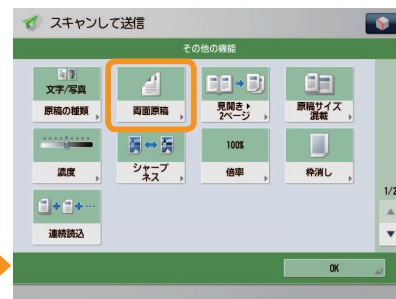 スキャンして送信
その他の機能
文字/写真
原稿の種類
両面原稿
見開き▶
2ページ
原稿サイズ
混載
濃度
シャープ
ネス
100%
倍率
枠消し
連続読込
1/2
OK